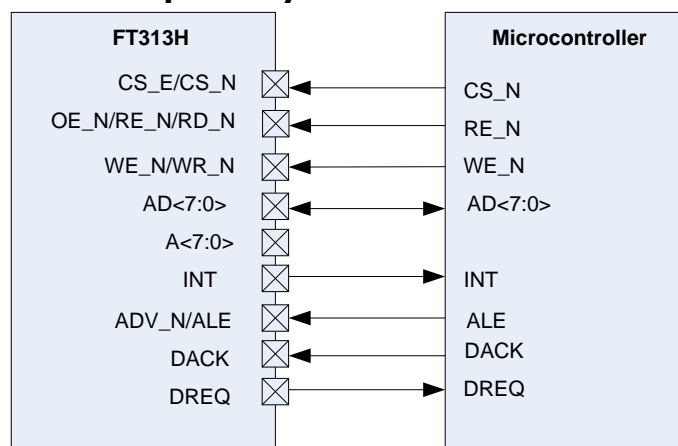 FT313H
Microcontroller
CS_E/CS_N
CS_N
OE_N/RE_N/RD_N
RE_N
WE_N/WR_N
WE_N
AD<7:0>
AD<7:0>
A<7:0>
INT
INT
ADV_N/ALE
ALE
DACK
DACK
DREQ
DREQ